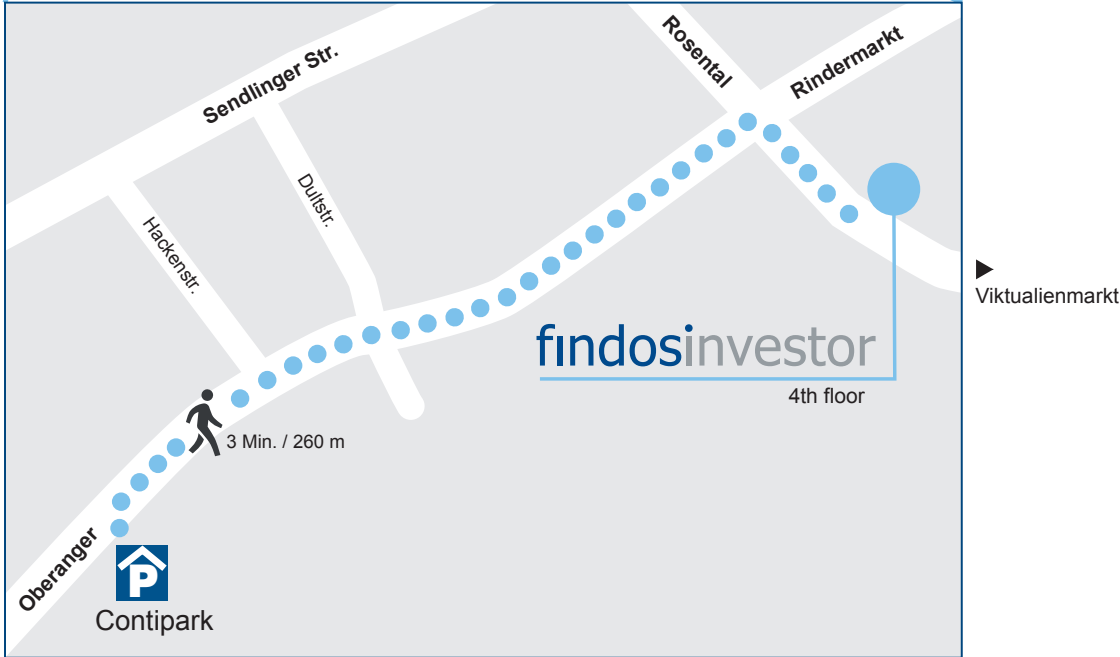 Rosental
Rindermarkt
Sendlinger Str.
Dultstr.
Hackenstr.
Viktualienmarkt
findosinvestor
4th floor
3 Min. / 260 m
Oberanger
P
Contipark